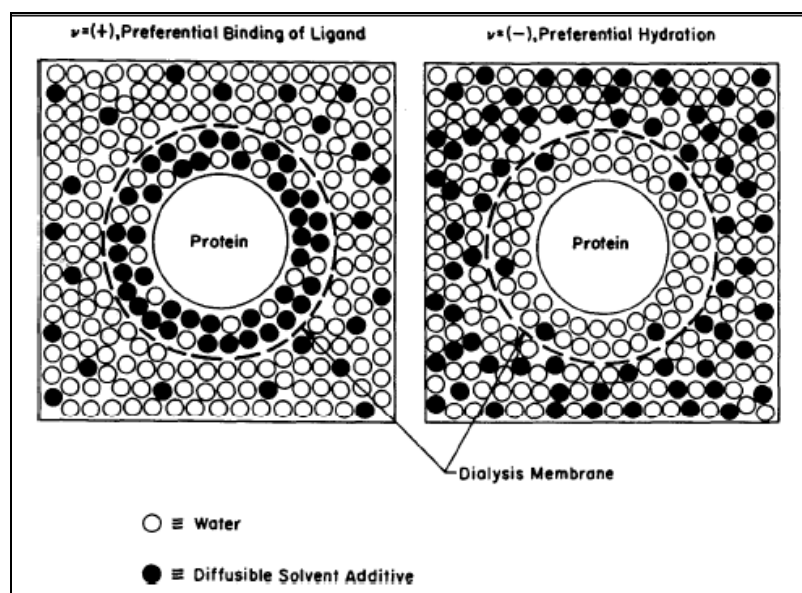 ν=(+), Preferential Binding of Ligand
ν=(-), Preferential Hydration
Protein
Protein
Dialysis Membrane
○ ≡ Water
● ≡ Diffusible Solvent Additive